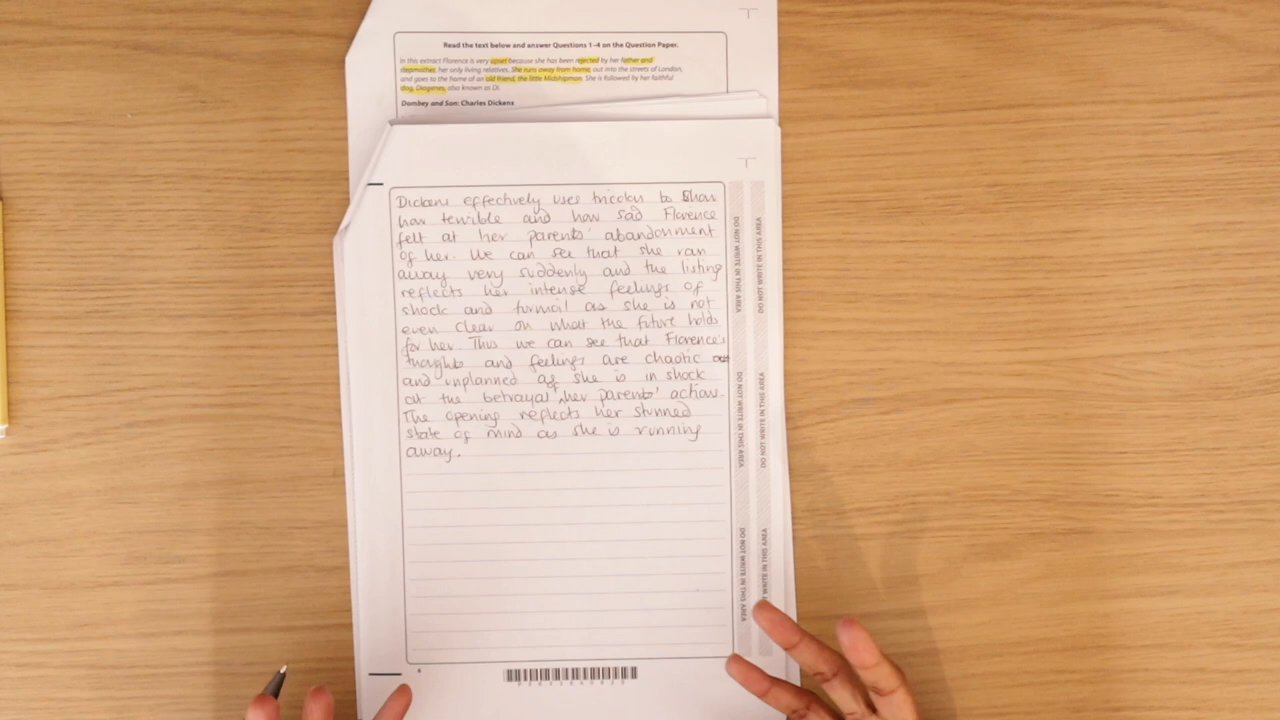 Read the text below and answer Questions 1-4 on the Question Paper.
In this extract Florence is very upset because she has been rejected by her father and
stepmother, her only living relatives. She runs away from home, out into the streets of London,
and goes to the home of an old friend, the little Midshipman. She is followed by her faithful
dog, Diogenes, also known as Di.
Dombey and Son: Charles Dickens
Dickens effectively uses tricolon to show
how terrible and how sad Florence
felt at her parents' abandonment
of her. We can see that she ran
away very suddenly and the listing
reflects her intense feelings of
shock and turmoil as she is not
even clear on what the future holds
for her. Thus we can see that Florence's
thoughts and feelings are chaotic
and unplanned as she is in shock
at the betrayal of her parents' action.
The opening reflects her stunned
state of mind as she is running
away.
DO NOT WRITE IN THIS AREA
DO NOT WRITE IN THIS AREA
DO NOT WRITE IN THIS AREA
DO NOT WRITE IN THIS AREA
DO NOT WRITE IN THIS AREA
NOT WRITE IN THIS AREA